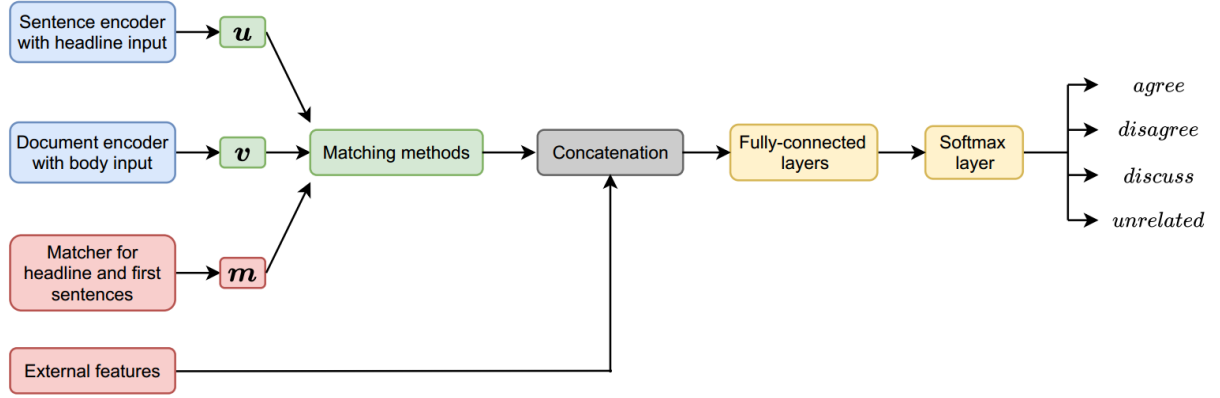 Sentence encoder
with headline input
u
Document encoder
with body input
v
Matching methods
Concatenation
Fully-connected
layers
Softmax
layer
agree
disagree
discuss
unrelated
Matcher for
headline and first
sentences
m
External features